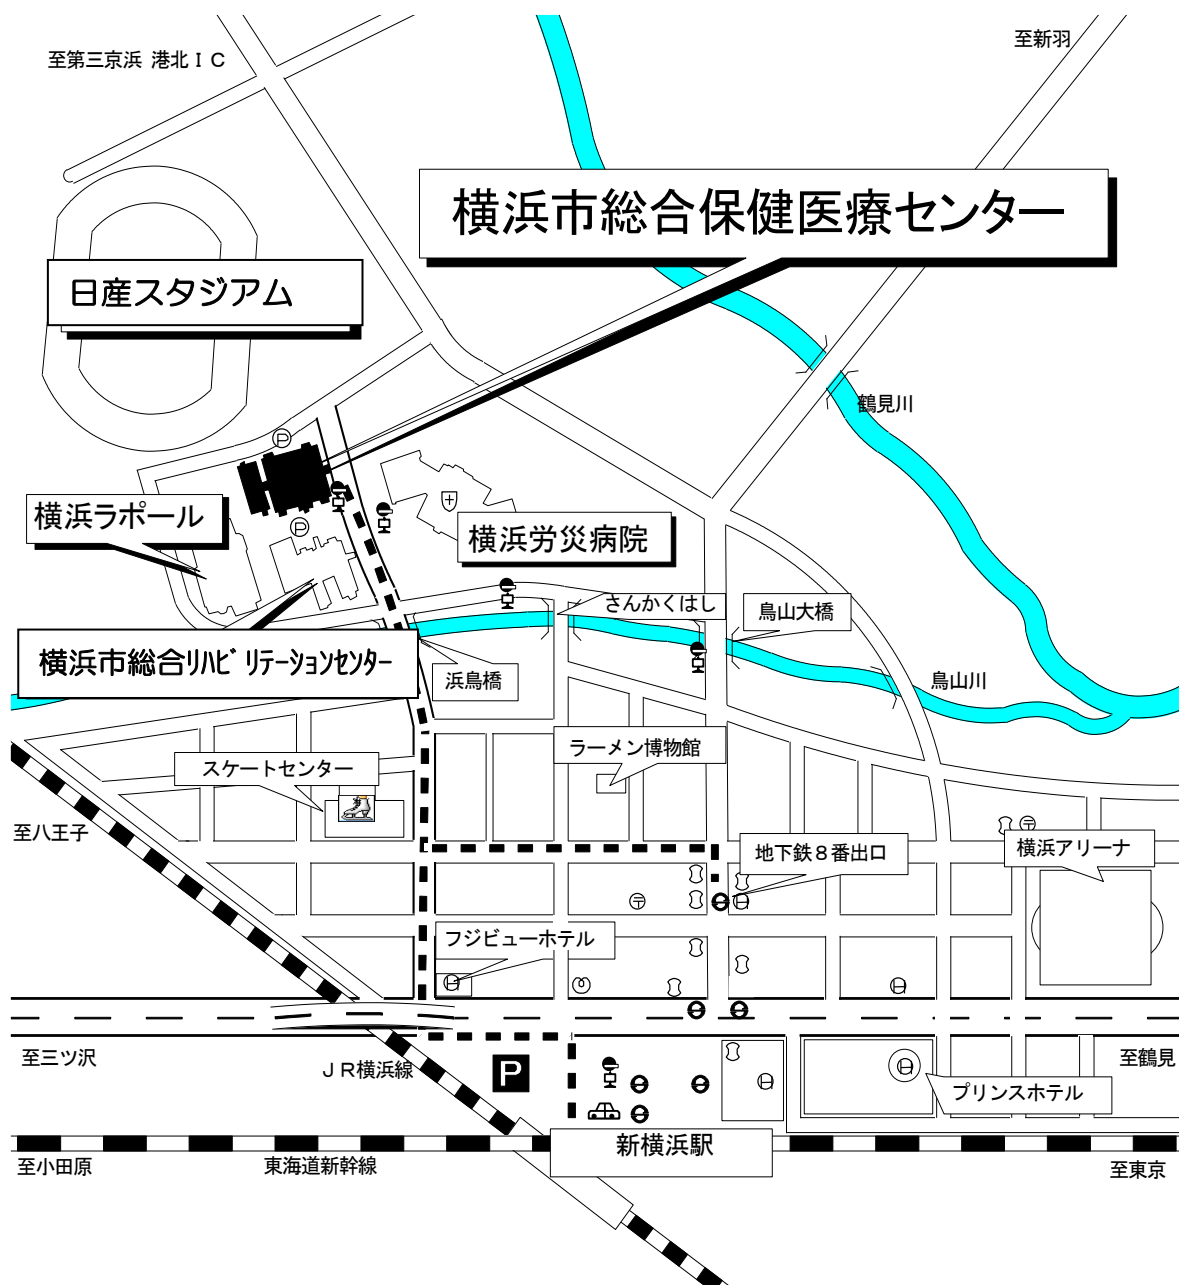 至第三京浜 港北ＩＣ
至新羽
横浜市総合保健医療センター
日産スタジアム
鶴見川
Ｐ
横浜ラポール
横浜労災病院
Ｐ
さんかくはし
鳥山大橋
横浜市総合リハビリテーションセンター
浜鳥橋
鳥山川
ラーメン博物館
スケートセンター
至八王子
地下鉄８番出口
横浜アリーナ
フジビューホテル
至三ツ沢
ＪＲ横浜線
P
至鶴見
プリンスホテル
新横浜駅
至小田原
東海道新幹線
至東京